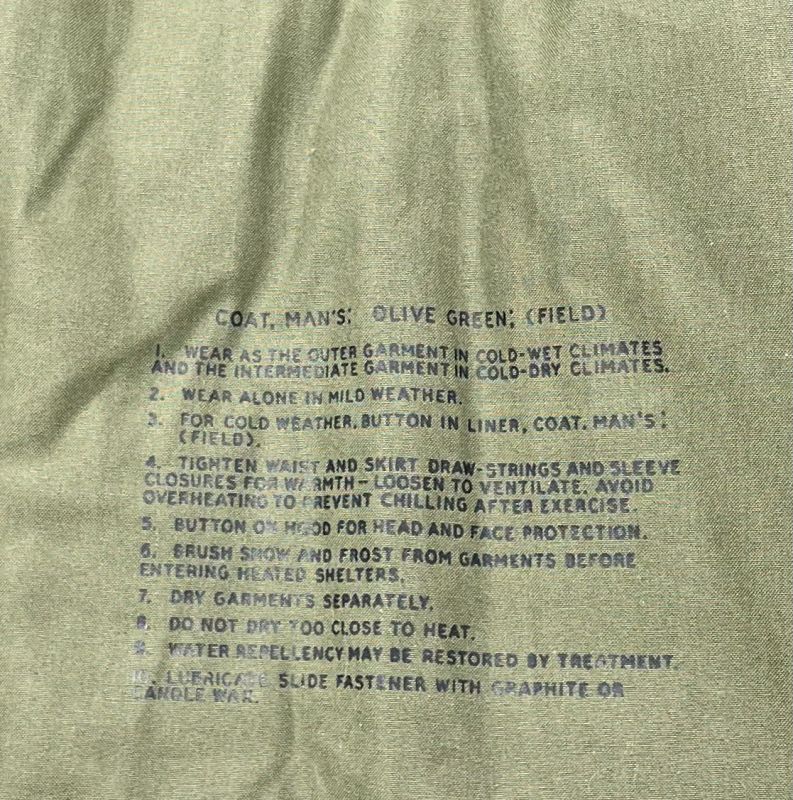 COAT, MAN'S: OLIVE GREEN; (FIELD)
1. WEAR AS THE OUTER GARMENT IN COLD-WET CLIMATES
AND THE INTERMEDIATE GARMENT IN COLD-DRY CLIMATES.
2. WEAR ALONE IN MILD WEATHER.
3. FOR COLD WEATHER, BUTTON IN LINER, COAT, MAN'S:
(FIELD).
4. TIGHTEN WAIST AND SKIRT DRAW-STRINGS AND SLEEVE
CLOSURES FOR WARMTH – LOOSEN TO VENTILATE. AVOID
OVERHEATING TO PREVENT CHILLING AFTER EXERCISE.
5. BUTTON ON HOOD FOR HEAD AND FACE PROTECTION.
6. BRUSH SNOW AND FROST FROM GARMENTS BEFORE
ENTERING HEATED SHELTERS.
7. DRY GARMENTS SEPARATELY.
8. DO NOT DRY TOO CLOSE TO HEAT.
9. WATER REPELLENCY MAY BE RESTORED BY TREATMENT.
10. LUBRICATE SLIDE FASTENER WITH GRAPHITE OR
CANDLE WAX.